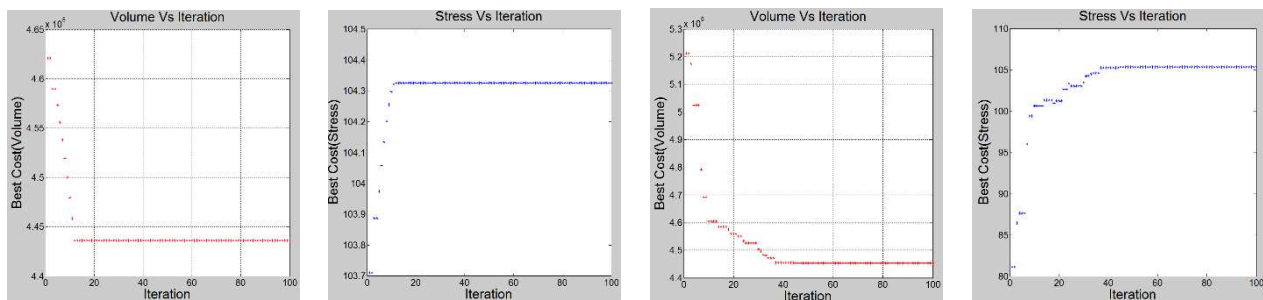 Volume Vs Iteration
x 10⁵
4.65
4.6
4.55
4.5
4.45
4.4
0 20 40 60 80 100
Best Cost(Volume)
Iteration
Stress Vs Iteration
104.5
104.4
104.3
104.2
104.1
104
103.9
103.8
103.7
0 20 40 60 80 100
Best Cost(Stress)
Iteration
Volume Vs Iteration
x 10⁵
5.3
5.2
5.1
5
4.9
4.8
4.7
4.6
4.5
4.4
0 20 40 60 80 100
Best Cost(Volume)
Iteration
Stress Vs Iteration
110
105
100
95
90
85
80
0 20 40 60 80 100
Best Cost(Stress)
Iteration